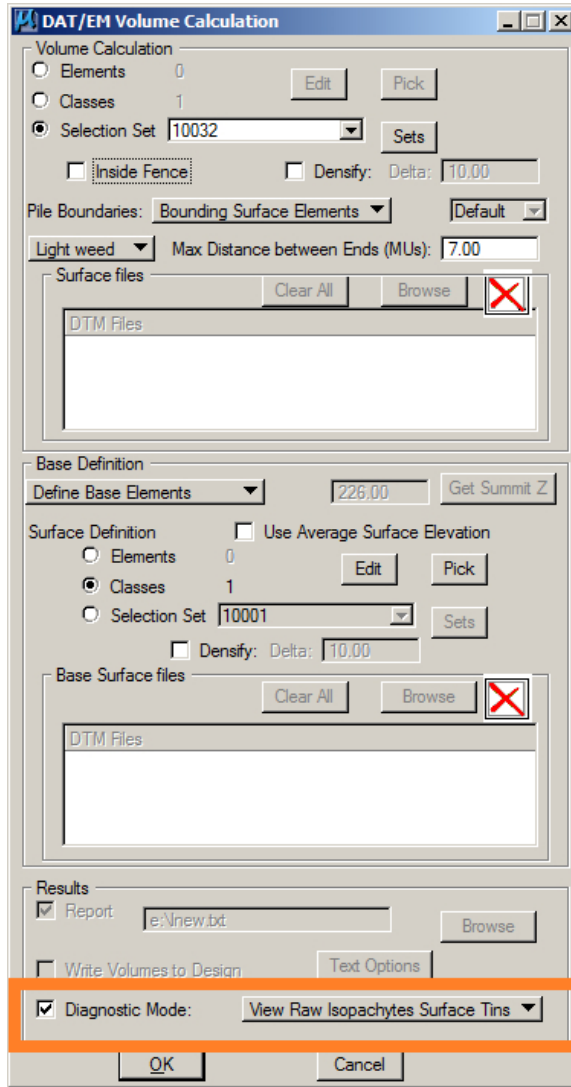 DAT/EM Volume Calculation
Volume Calculation
Elements 0 Edit Pick
Classes 1
Selection Set 10032 Sets
Inside Fence Densify: Delta: 10.00
Pile Boundaries: Bounding Surface Elements Default
Light weed Max Distance between Ends (MUs): 7.00
Surface files
Clear All Browse
DTM Files
Base Definition
Define Base Elements 226.00 Get Summit Z
Surface Definition Use Average Surface Elevation
Elements 0 Edit Pick
Classes 1
Selection Set 10001 Sets
Densify: Delta: 10.00
Base Surface files
Clear All Browse
DTM Files
Results
Report e:\lnew.txt Browse
Write Volumes to Design Text Options
Diagnostic Mode: View Raw Isopachytes Surface Tins
OK Cancel